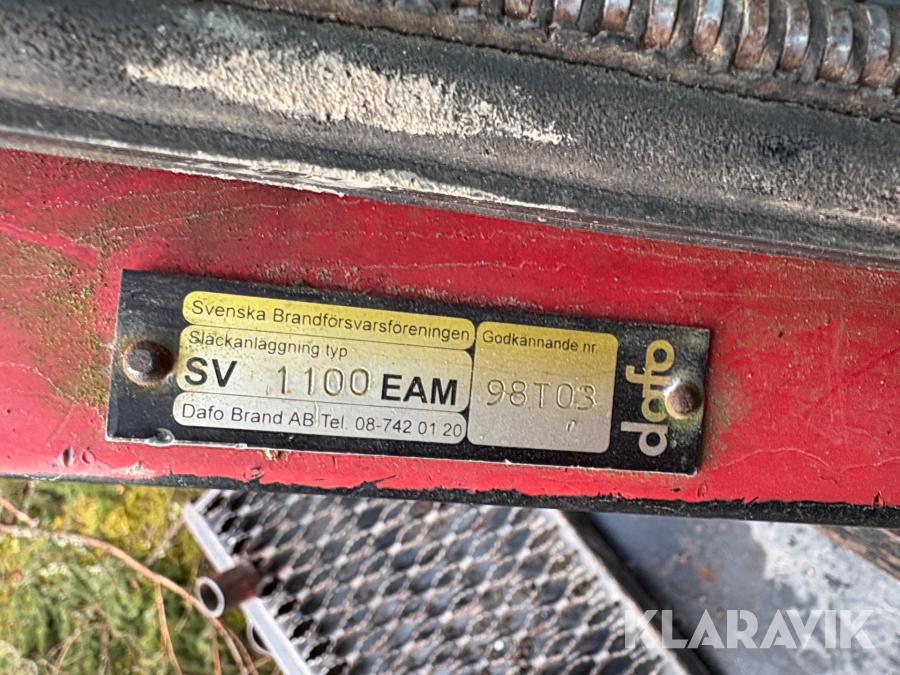 Svenska Brandförsvarsföreningen
Släckanläggning typ
SV 1100 EAM
Dafo Brand AB Tel. 08-742 01 20
Godkännande nr
98T03
dafo
KLARAVIK